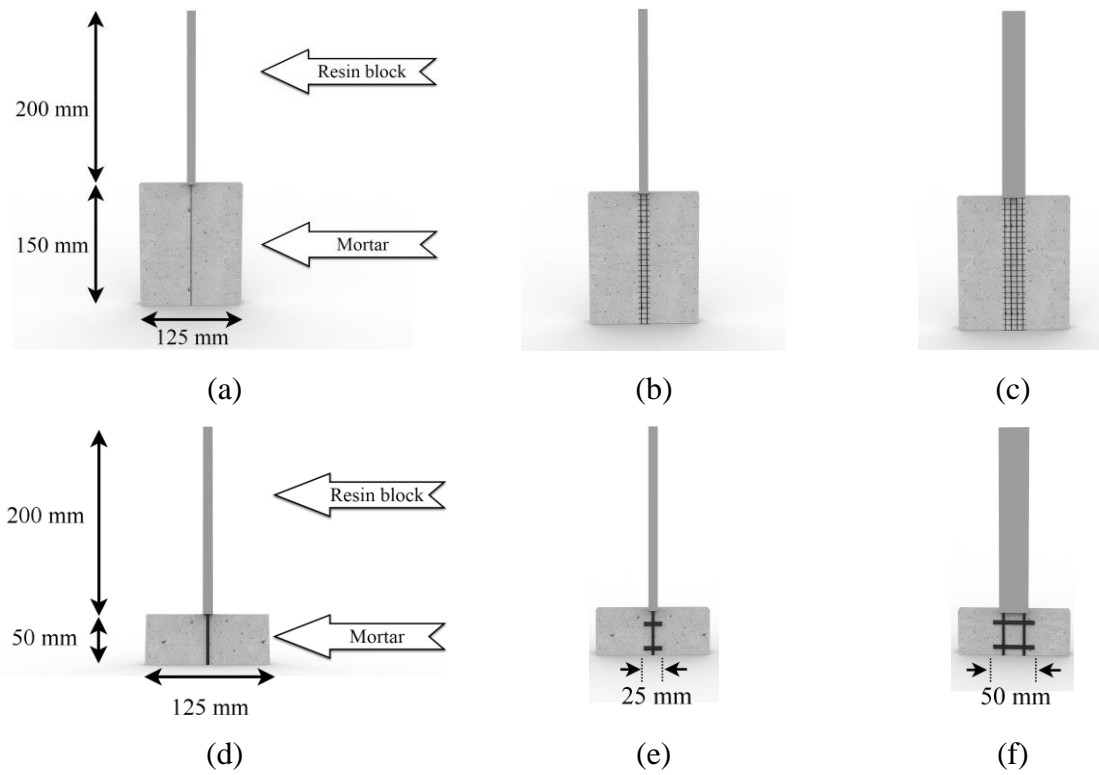 Resin block
200 mm
150 mm
Mortar
125 mm
(a)
(b)
(c)
Resin block
200 mm
50 mm
Mortar
125 mm
25 mm
50 mm
(d)
(e)
(f)